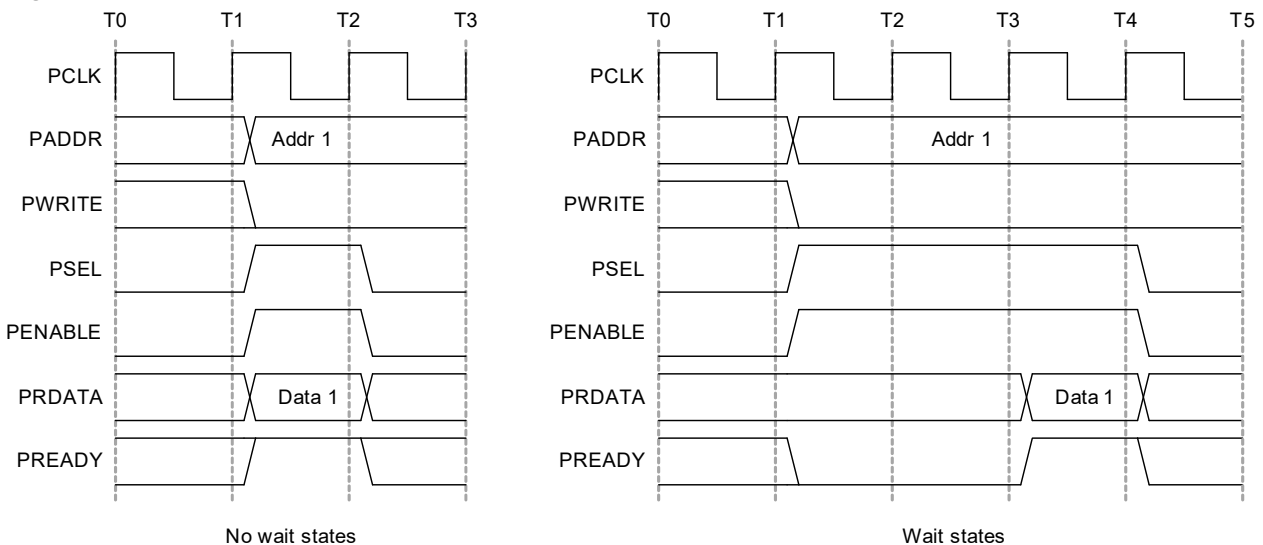 T0 T1 T2 T3 T0 T1 T2 T3 T4 T5
PCLK PCLK
PADDR Addr 1 PADDR Addr 1
PWRITE PWRITE
PSEL PSEL
PENABLE PENABLE
PRDATA Data 1 PRDATA Data 1
PREADY PREADY
No wait states Wait states